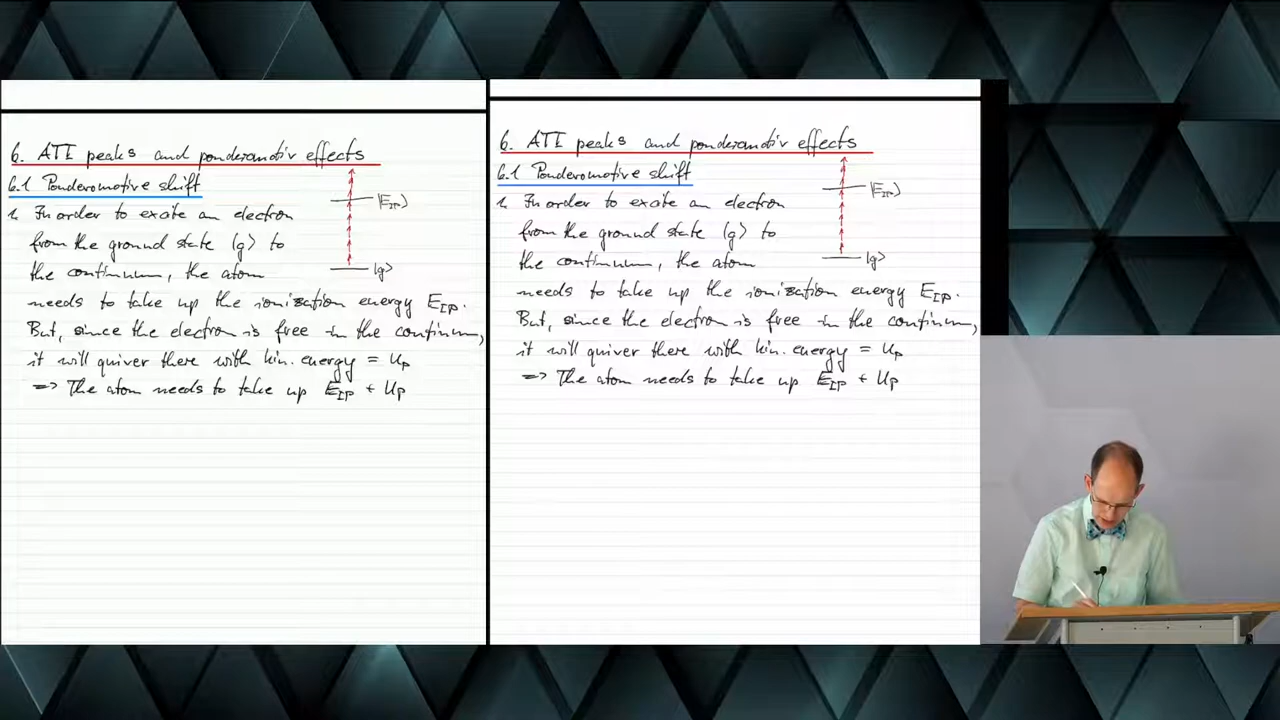 6. ATI peaks and ponderomotiv effects
6.1 Ponderomotive shift
|E_IP⟩
1. In order to excite an electron
from the ground state |g⟩ to
the continuum, the atom
|g⟩
needs to take up the ionization energy E_IP.
But, since the electron is free in the continuum,
it will quiver there with kin. energy = U_P
=> The atom needs to take up E_IP + U_P
6. ATI peaks and ponderomotiv effects
6.1 Ponderomotive shift
|E_IP⟩
1. In order to excite an electron
from the ground state |g⟩ to
the continuum, the atom
|g⟩
needs to take up the ionization energy E_IP.
But, since the electron is free in the continuum,
it will quiver there with kin. energy = U_P
=> The atom needs to take up E_IP + U_P